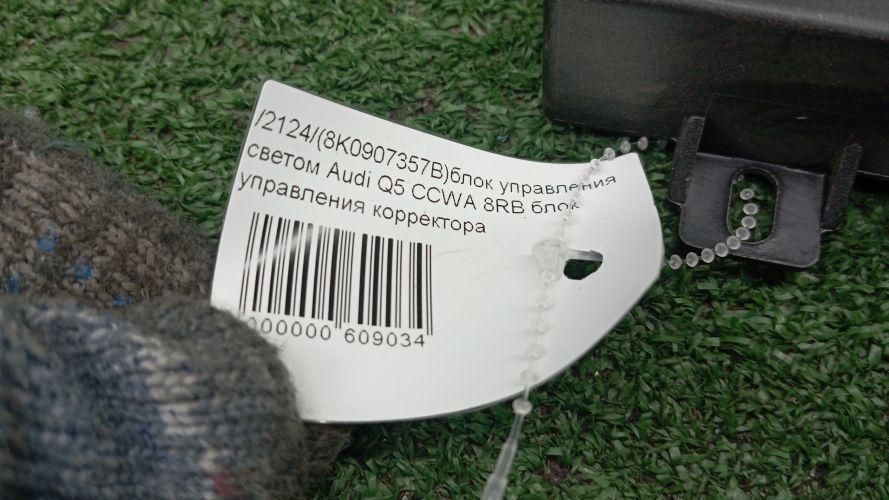 /2124/(8K0907357B)блок управления
светом Audi Q5 CCWA 8RB блок
управления корректора
000000 609034